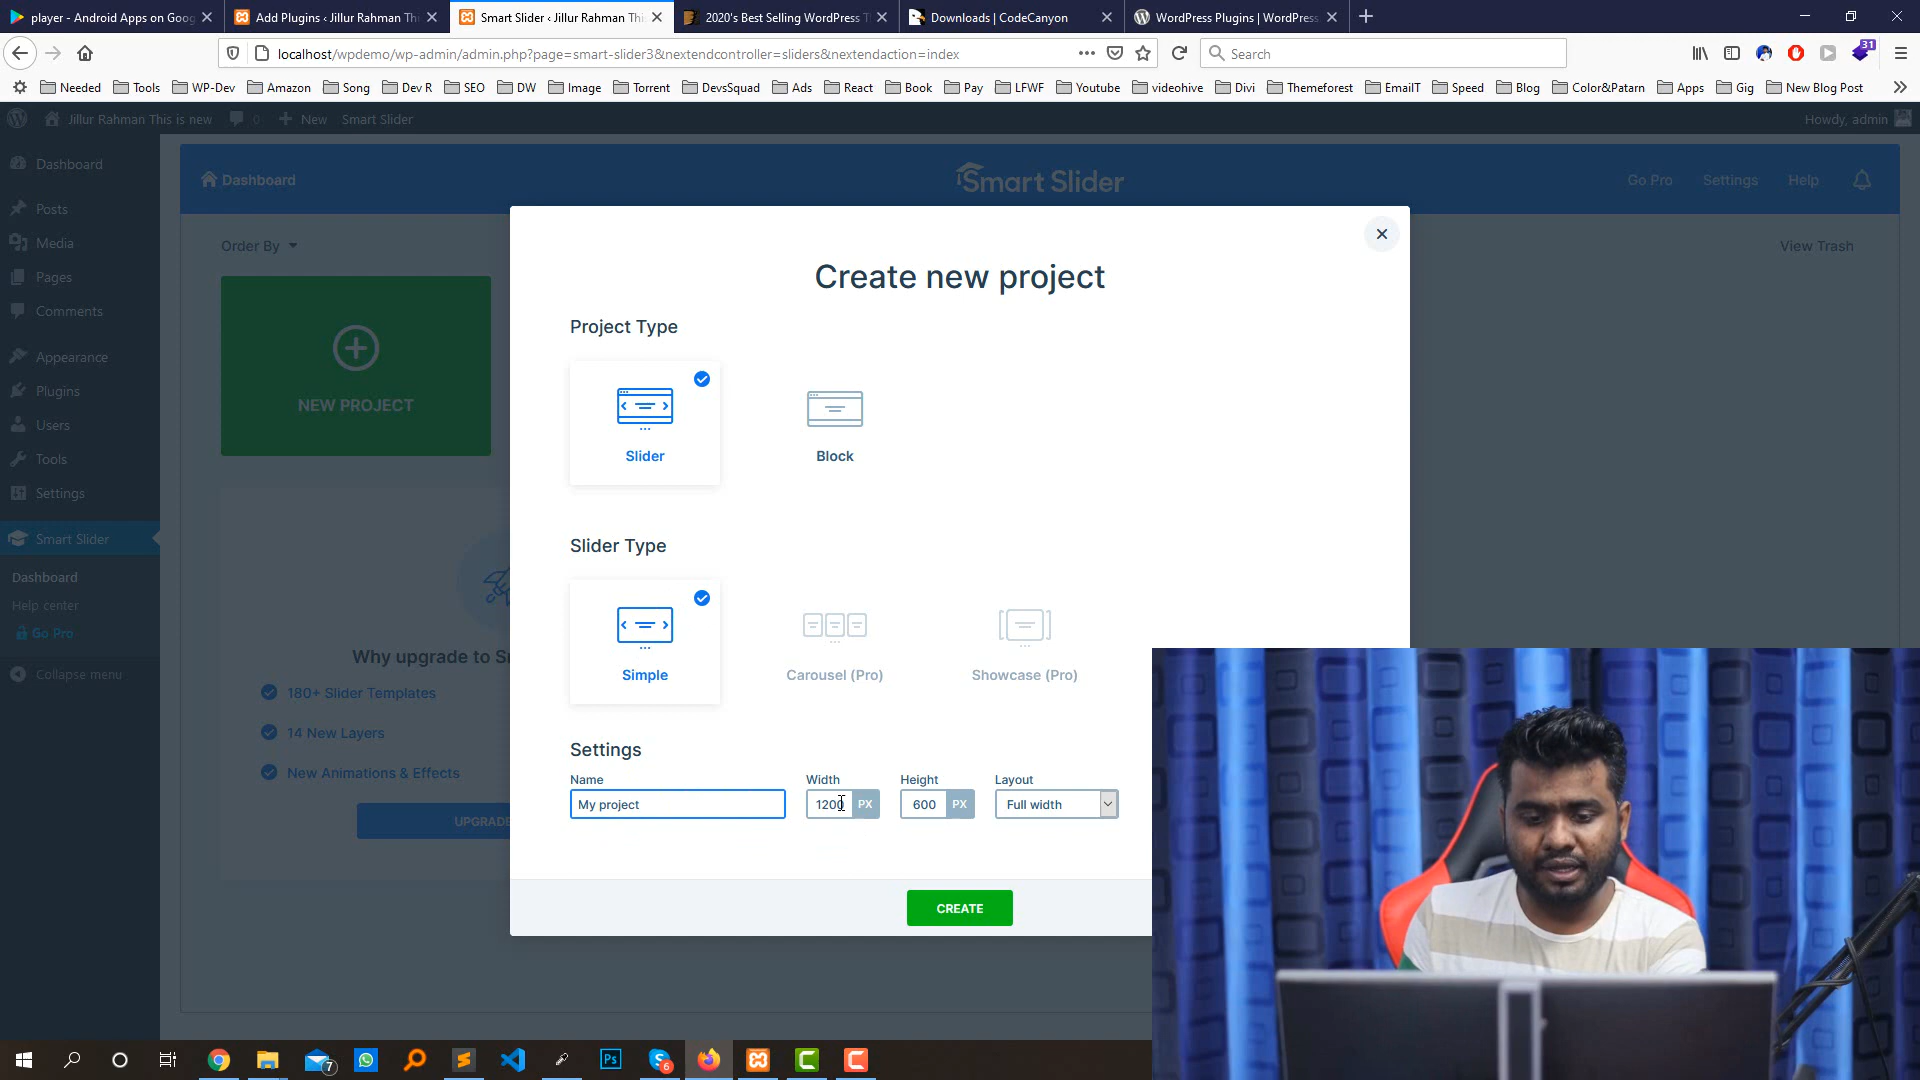 player - Android Apps on Goog
Add Plugins ‹ Jillur Rahman Thi
Smart Slider ‹ Jillur Rahman Thi
2020's Best Selling WordPress T
Downloads | CodeCanyon
WordPress Plugins | WordPress
localhost/wpdemo/wp-admin/admin.php?page=smart-slider3&nextendcontroller=sliders&nextendaction=index
Search
31
Needed
Tools
WP-Dev
Amazon
Song
Dev R
SEO
DW
Image
Torrent
DevsSquad
Ads
React
Book
Pay
LFWF
Youtube
videohive
Divi
Themeforest
EmailT
Speed
Blog
Color&Patarn
Apps
Gig
New Blog Post
Jillur Rahman This is new
0
New
Smart Slider
Howdy, admin
Dashboard
Posts
Media
Pages
Comments
Appearance
Plugins
Users
Tools
Settings
Smart Slider
Dashboard
Help center
Go Pro
Collapse menu
Dashboard
Smart Slider
Go Pro
Settings
Help
Order By
View Trash
NEW PROJECT
Why upgrade to S
180+ Slider Templates
14 New Layers
New Animations & Effects
UPGRADE
Create new project
Project Type
Slider
Block
Slider Type
Simple
Carousel (Pro)
Showcase (Pro)
Settings
Name
Width
Height
Layout
My project
1200
PX
600
PX
Full width
CREATE
7
Ps
6